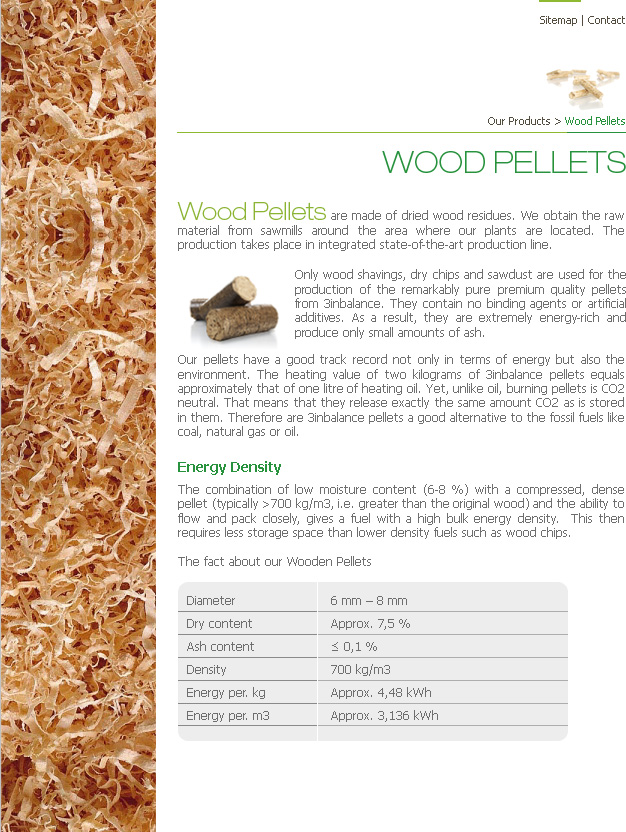 Sitemap | Contact
Our Products > Wood Pellets
WOOD PELLETS
Wood Pellets are made of dried wood residues. We obtain the raw
material from sawmills around the area where our plants are located. The
production takes place in integrated state-of-the-art production line.
Only wood shavings, dry chips and sawdust are used for the
production of the remarkably pure premium quality pellets
from 3inbalance. They contain no binding agents or artificial
additives. As a result, they are extremely energy-rich and
produce only small amounts of ash.
Our pellets have a good track record not only in terms of energy but also the
environment. The heating value of two kilograms of 3inbalance pellets equals
approximately that of one litre of heating oil. Yet, unlike oil, burning pellets is CO2
neutral. That means that they release exactly the same amount CO2 as is stored
in them. Therefore are 3inbalance pellets a good alternative to the fossil fuels like
coal, natural gas or oil.
Energy Density
The combination of low moisture content (6-8 %) with a compressed, dense
pellet (typically >700 kg/m3, i.e. greater than the original wood) and the ability to
flow and pack closely, gives a fuel with a high bulk energy density. This then
requires less storage space than lower density fuels such as wood chips.
The fact about our Wooden Pellets
Diameter 6 mm – 8 mm
Dry content Approx. 7,5 %
Ash content ≤ 0,1 %
Density 700 kg/m3
Energy per. kg Approx. 4,48 kWh
Energy per. m3 Approx. 3,136 kWh